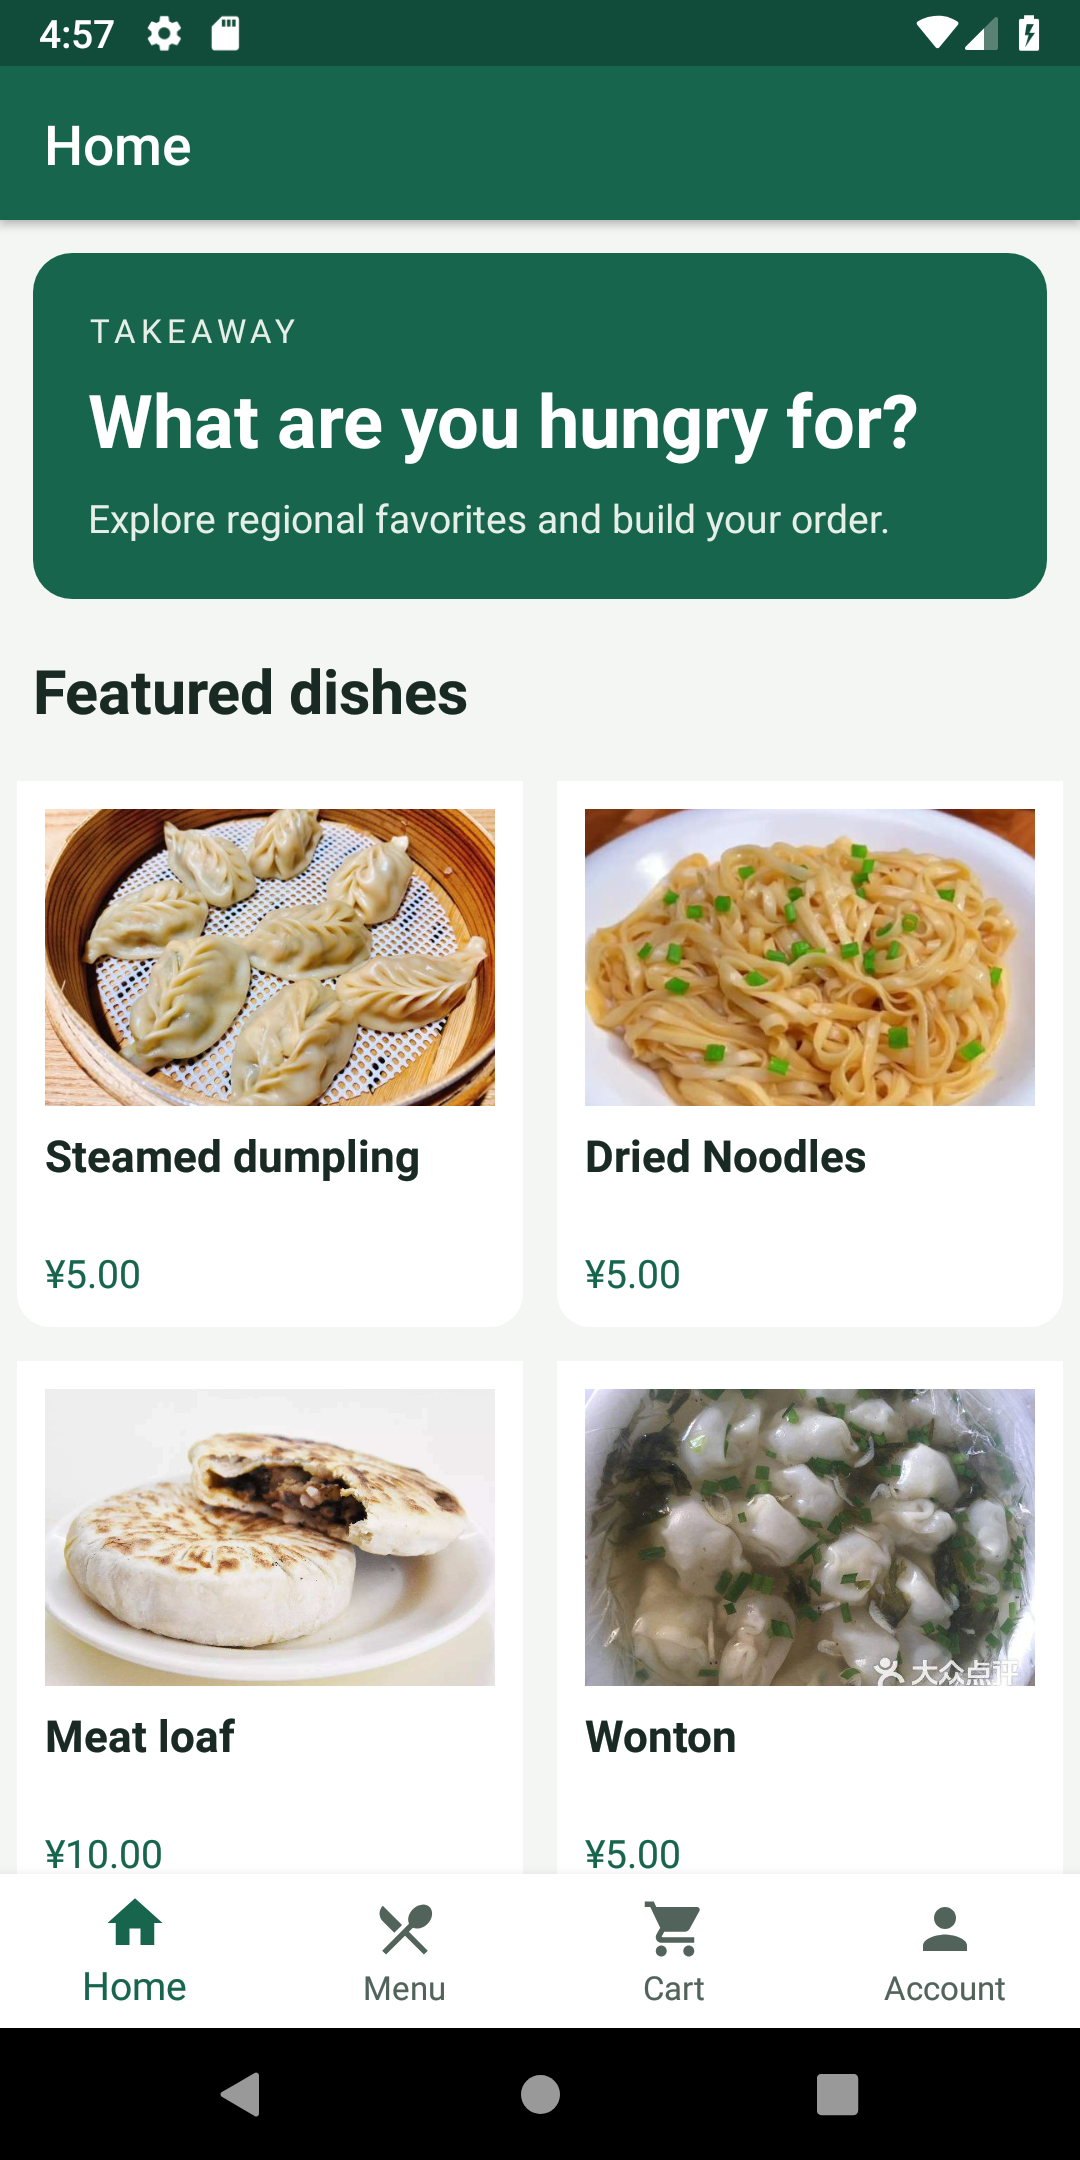 4:57
Home
TAKEAWAY
What are you hungry for?
Explore regional favorites and build your order.
Featured dishes
Steamed dumpling
¥5.00
Dried Noodles
¥5.00
Meat loaf
¥10.00
大众点评
Wonton
¥5.00
Home
Menu
Cart
Account